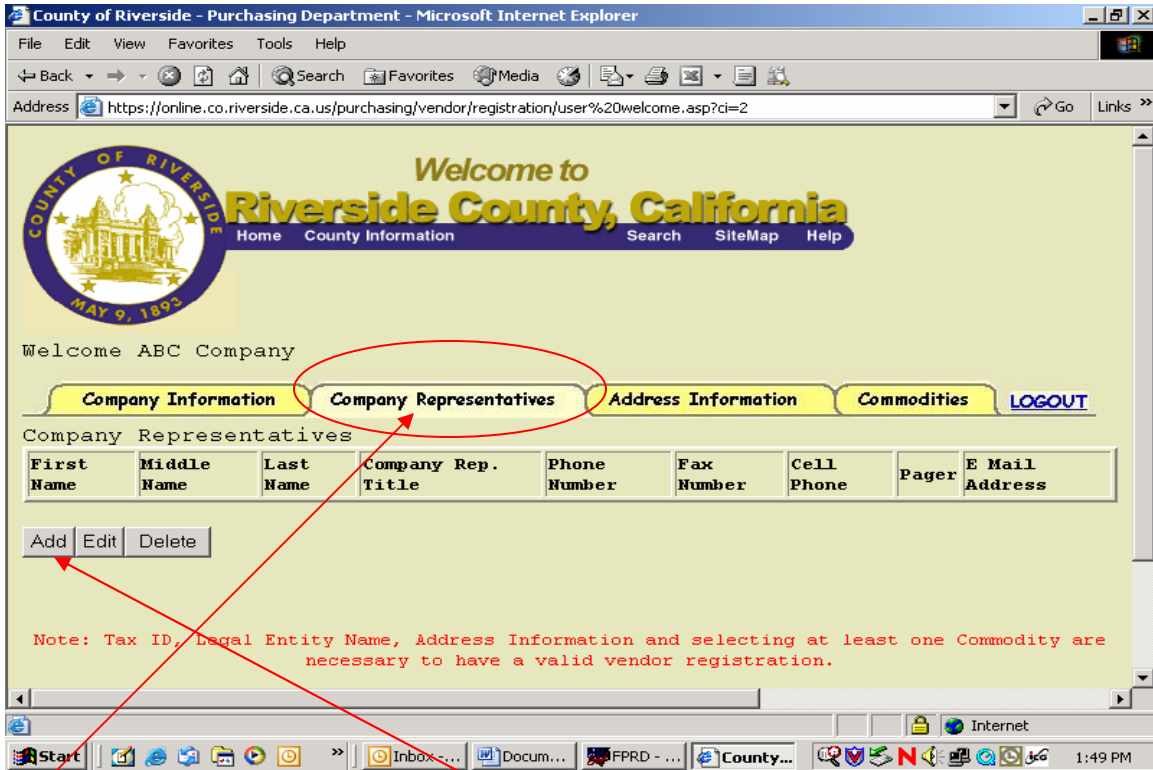 County of Riverside - Purchasing Department - Microsoft Internet Explorer
File Edit View Favorites Tools Help
Back Search Favorites Media
Address https://online.co.riverside.ca.us/purchasing/vendor/registration/user%20welcome.asp?ci=2 Go Links »
COUNTY OF RIVERSIDE
MAY 9, 1893
Welcome to
Riverside County, California
Home County Information Search SiteMap Help
Welcome ABC Company
Company Information Company Representatives Address Information Commodities LOGOUT
Company Representatives
First Name Middle Name Last Name Company Rep. Title Phone Number Fax Number Cell Phone Pager E Mail Address
Add Edit Delete
Note: Tax ID, Legal Entity Name, Address Information and selecting at least one Commodity are
necessary to have a valid vendor registration.
Internet
Start » Inbox -... Docum... FPRD - ... County... N 1:49 PM